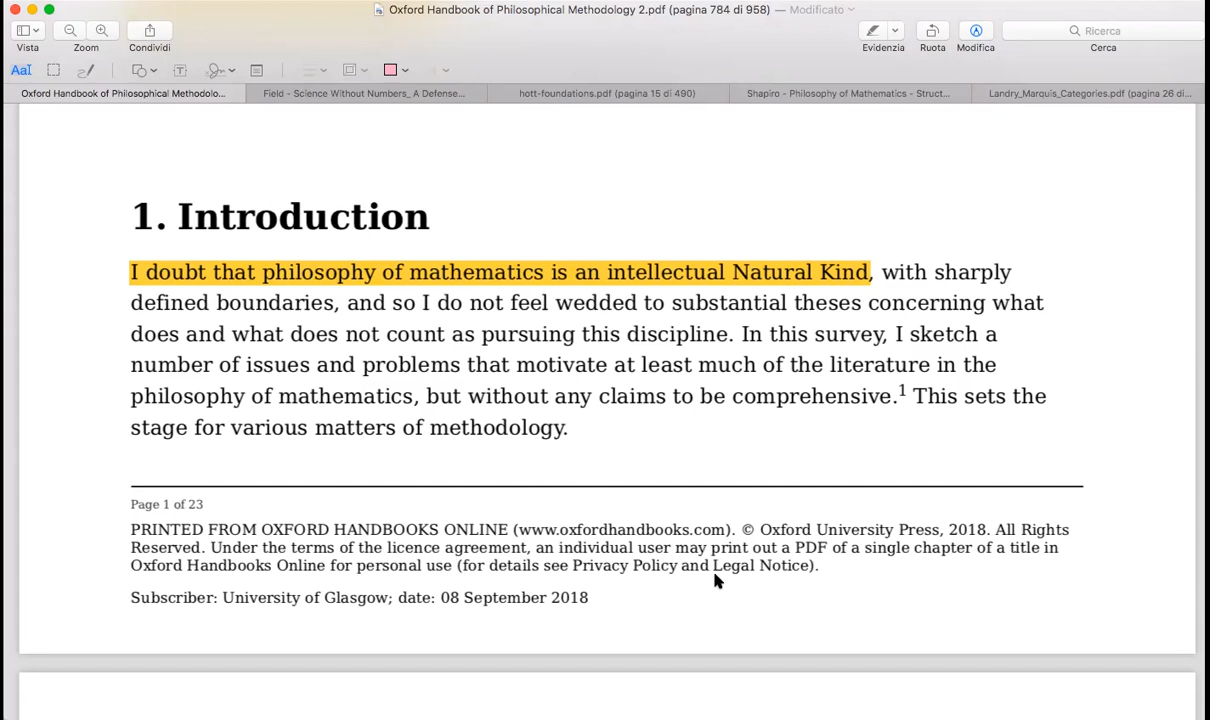 Oxford Handbook of Philosophical Methodology 2.pdf (pagina 784 di 958) — Modificato
Vista
Zoom
Condividi
Evidenzia
Ruota
Modifica
Ricerca
Cerca
AaI
Oxford Handbook of Philosophical Methodolo...
Field - Science Without Numbers_ A Defense...
hott-foundations.pdf (pagina 15 di 490)
Shapiro - Philosophy of Mathematics - Struct...
Landry_Marquis_Categories.pdf (pagina 26 di...
1. Introduction
I doubt that philosophy of mathematics is an intellectual Natural Kind, with sharply
defined boundaries, and so I do not feel wedded to substantial theses concerning what
does and what does not count as pursuing this discipline. In this survey, I sketch a
number of issues and problems that motivate at least much of the literature in the
philosophy of mathematics, but without any claims to be comprehensive.1 This sets the
stage for various matters of methodology.
Page 1 of 23
PRINTED FROM OXFORD HANDBOOKS ONLINE (www.oxfordhandbooks.com). © Oxford University Press, 2018. All Rights
Reserved. Under the terms of the licence agreement, an individual user may print out a PDF of a single chapter of a title in
Oxford Handbooks Online for personal use (for details see Privacy Policy and Legal Notice).
Subscriber: University of Glasgow; date: 08 September 2018